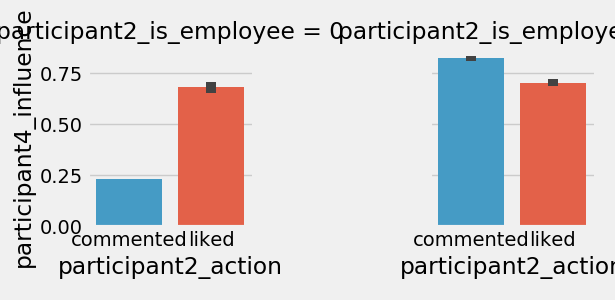 participant2_is_employee = 0
participant2_is_employe
participant4_influence
0.75
0.50
0.25
0.00
commented liked
commented liked
participant2_action
participant2_action